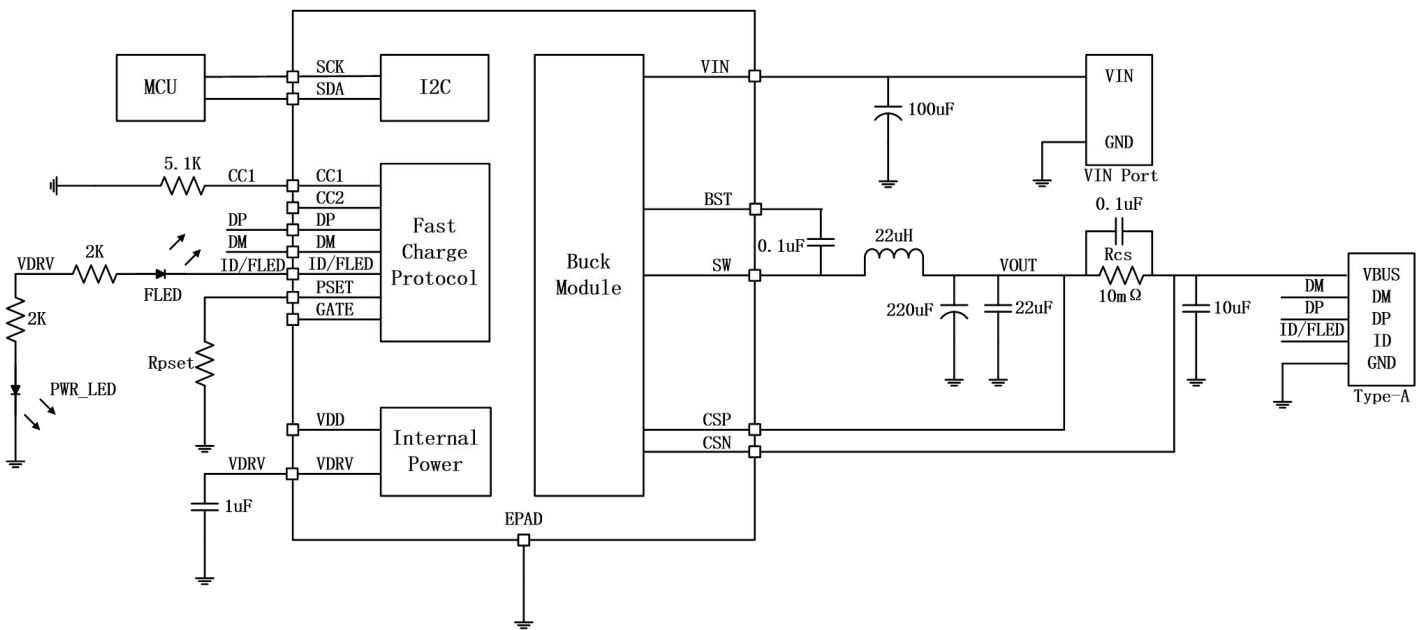 MCU
SCK
SDA
I2C
VIN
VIN
GND
VIN Port
100uF
5.1K
CC1
CC1
CC2
DP
DP
DM
DM
ID/FLED
ID/FLED
PSET
GATE
Fast
Charge
Protocol
VDRV
2K
FLED
2K
PWR_LED
Rpset
Buck
Module
BST
0.1uF
SW
22uH
VOUT
0.1uF
Rcs
10mΩ
220uF
22uF
10uF
DM
DP
ID/FLED
VBUS
DM
DP
ID
GND
Type-A
CSP
CSN
VDD
VDRV
VDRV
Internal
Power
1uF
EPAD